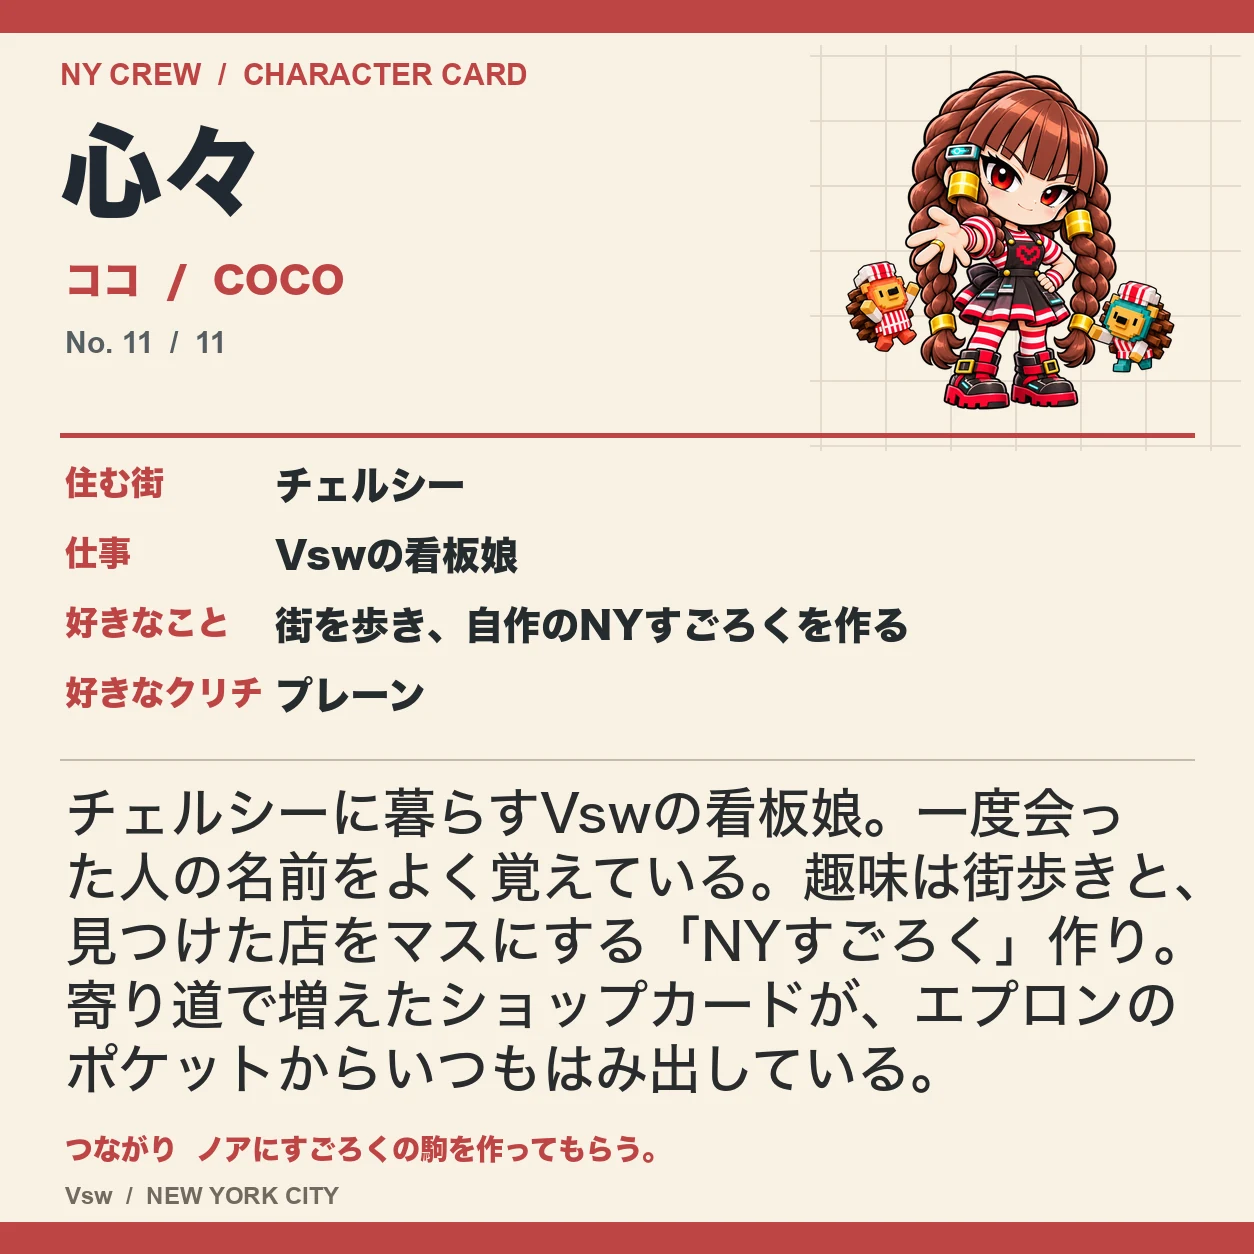 NY CREW / CHARACTER CARD
心々
ココ / COCO
No. 11 / 11
住む街 チェルシー
仕事 Vswの看板娘
好きなこと 街を歩き、自作のNYすごろくを作る
好きなクリチ プレーン
チェルシーに暮らすVswの看板娘。一度会っ
た人の名前をよく覚えている。趣味は街歩きと、
見つけた店をマスにする「NYすごろく」作り。
寄り道で増えたショップカードが、エプロンの
ポケットからいつもはみ出している。
つながり ノアにすごろくの駒を作ってもらう。
Vsw / NEW YORK CITY